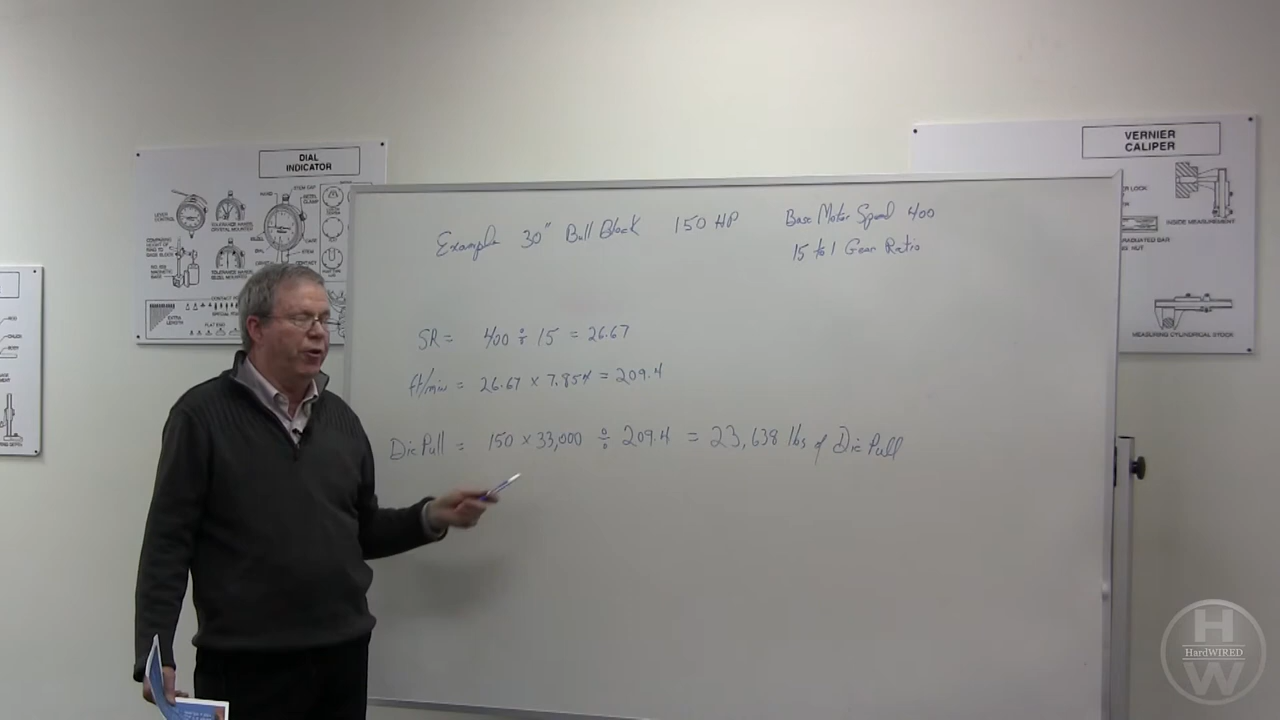 DIAL
INDICATOR
VERNIER
CALIPER
Example 30" Bull Block 150 HP Base Motor Speed 400
15 to 1 Gear Ratio
SR = 400 ÷ 15 = 26.67
ft/min = 26.67 x 7.854 = 209.4
Die Pull = 150 x 33,000 ÷ 209.4 = 23,638 lbs of Die Pull
INSIDE MEASUREMENT
MEASURING CYLINDRICAL STOCK
HW
HardWIRED